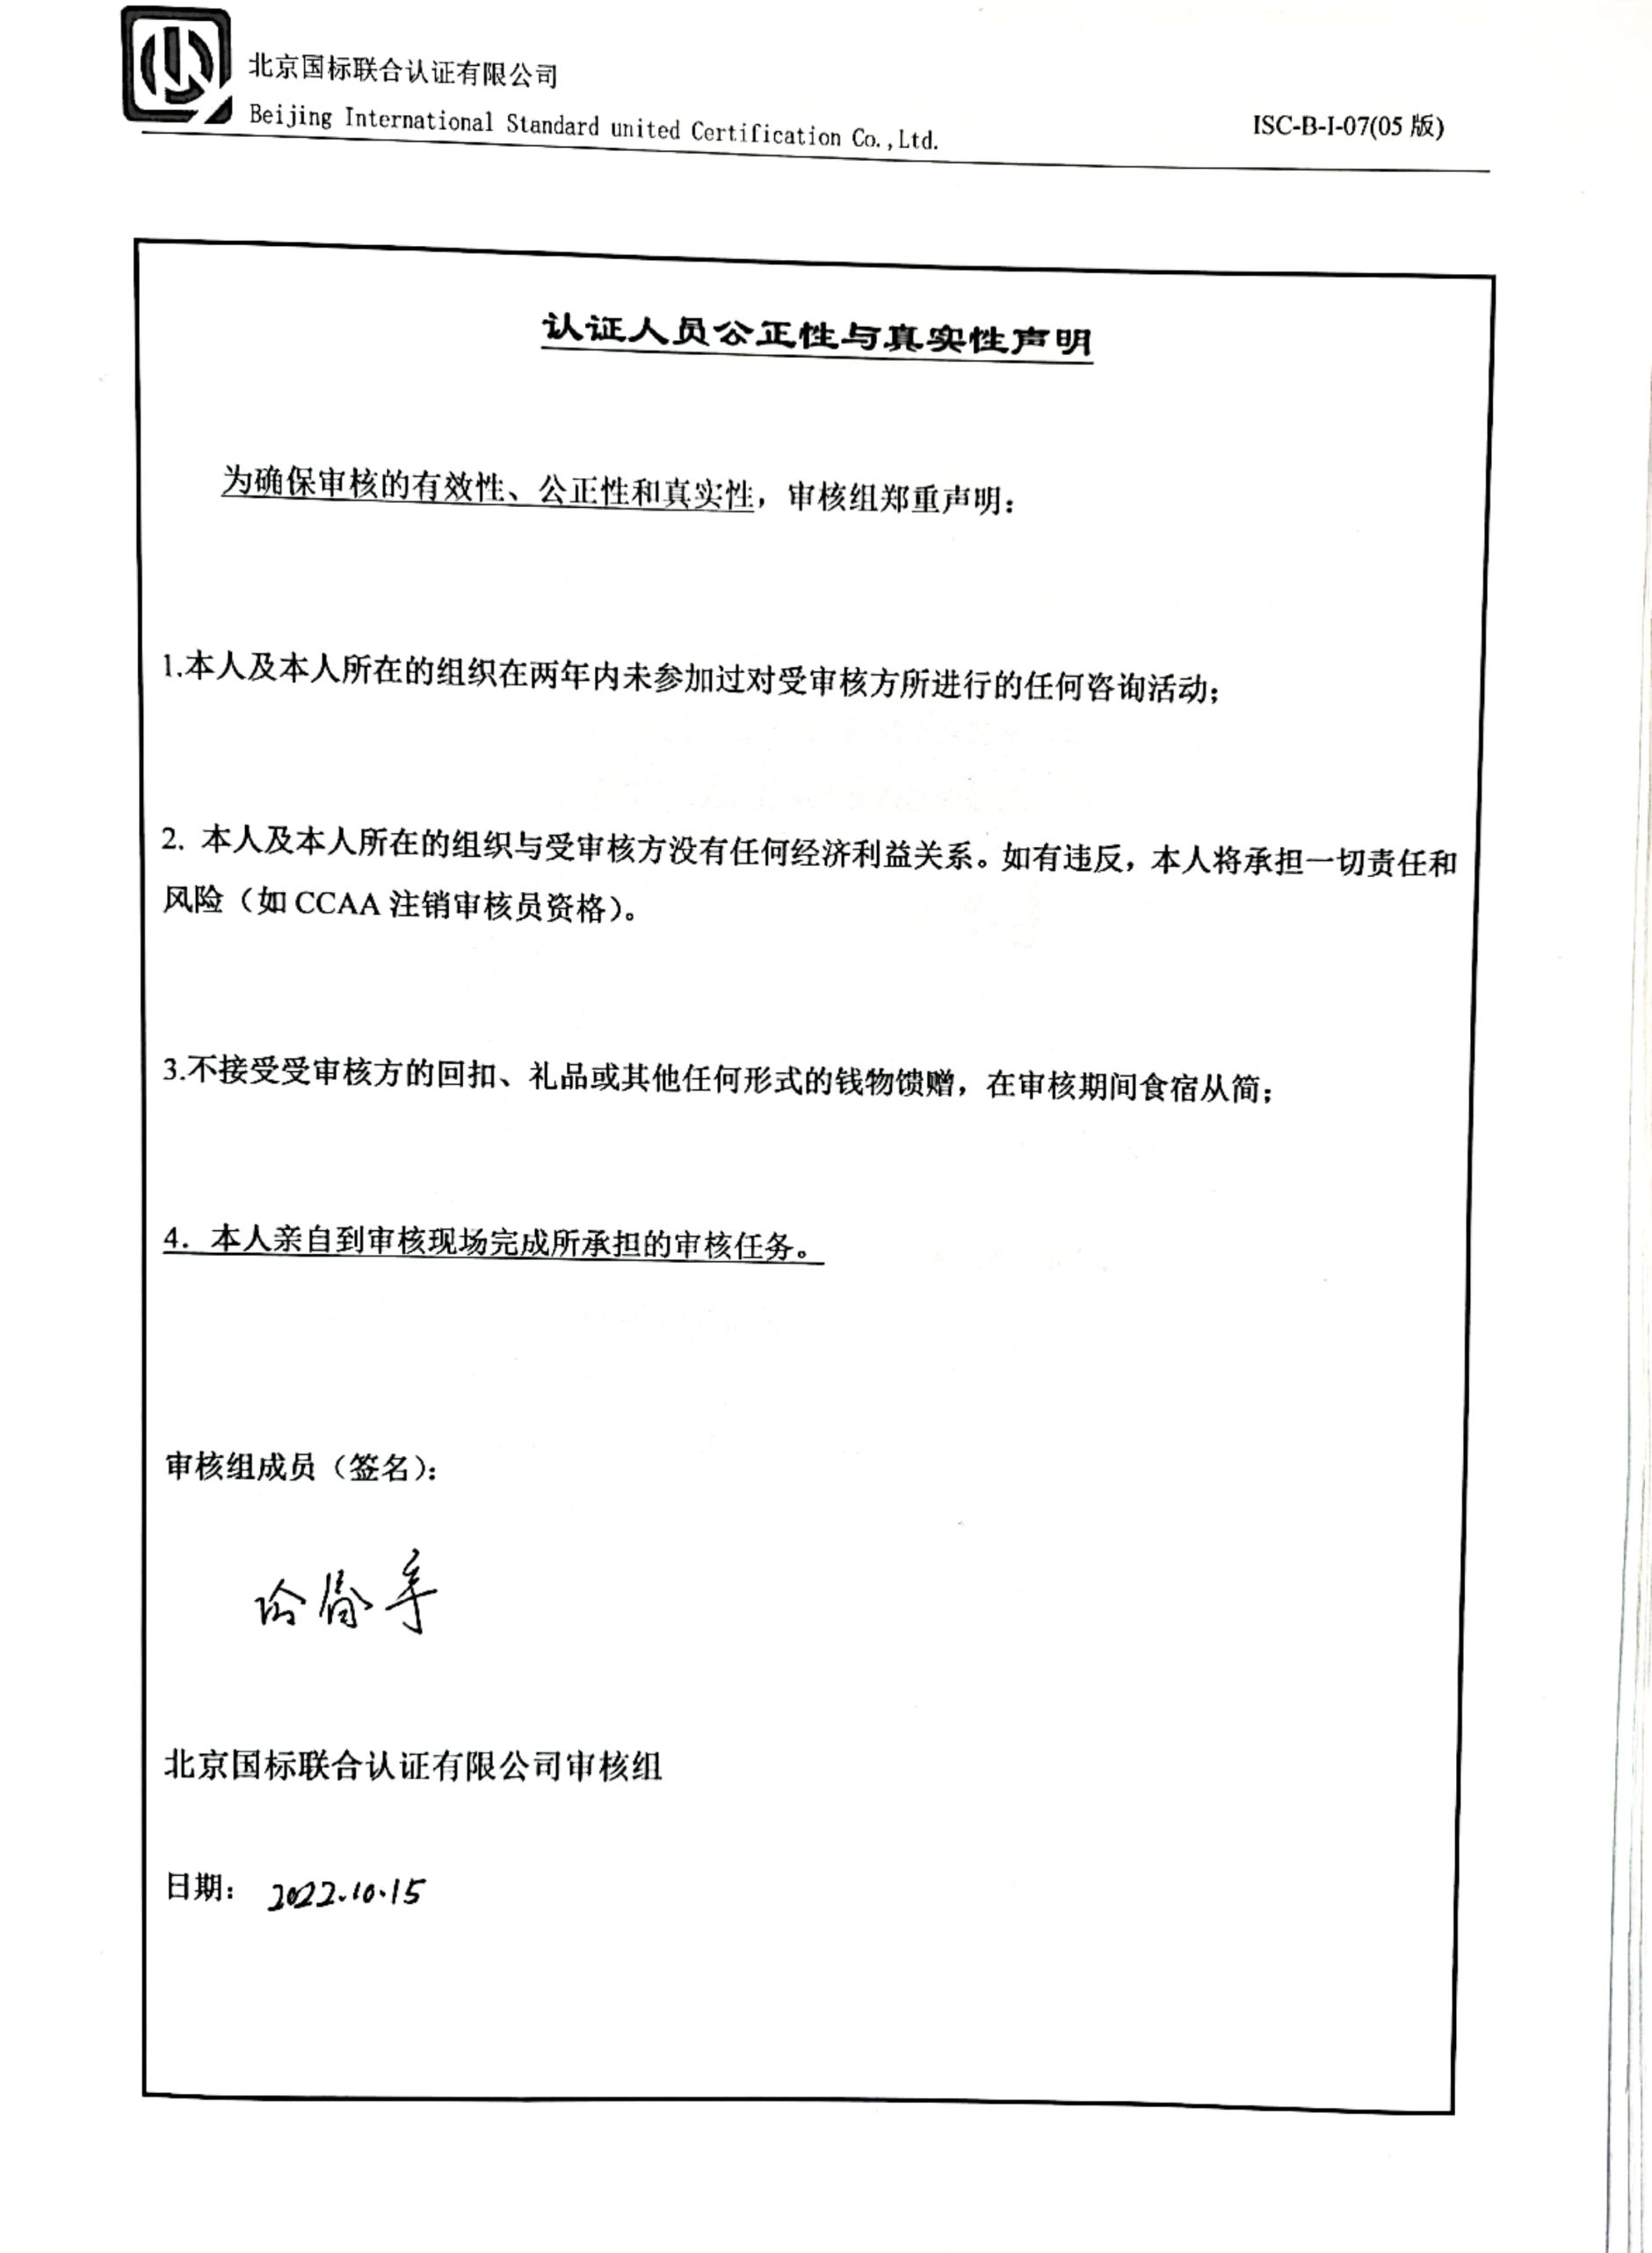 北京国标联合认证有限公司
Beijing International Standard united Certification Co.,Ltd.
ISC-B-I-07(05 版)
认证人员公正性与真实性声明
为确保审核的有效性、公正性和真实性，审核组郑重声明：
1.本人及本人所在的组织在两年内未参加过对受审核方所进行的任何咨询活动；
2. 本人及本人所在的组织与受审核方没有任何经济利益关系。如有违反，本人将承担一切责任和
风险（如 CCAA 注销审核员资格）。
3.不接受受审核方的回扣、礼品或其他任何形式的钱物馈赠，在审核期间食宿从简；
4. 本人亲自到审核现场完成所承担的审核任务。
审核组成员（签名）：
北京国标联合认证有限公司审核组
日期： 2022.10.15